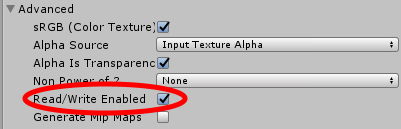 Advanced
sRGB (Color Texture)
Alpha Source Input Texture Alpha
Alpha Is Transparenc
Non Power of 2 None
Read/Write Enabled
Generate Mip Maps